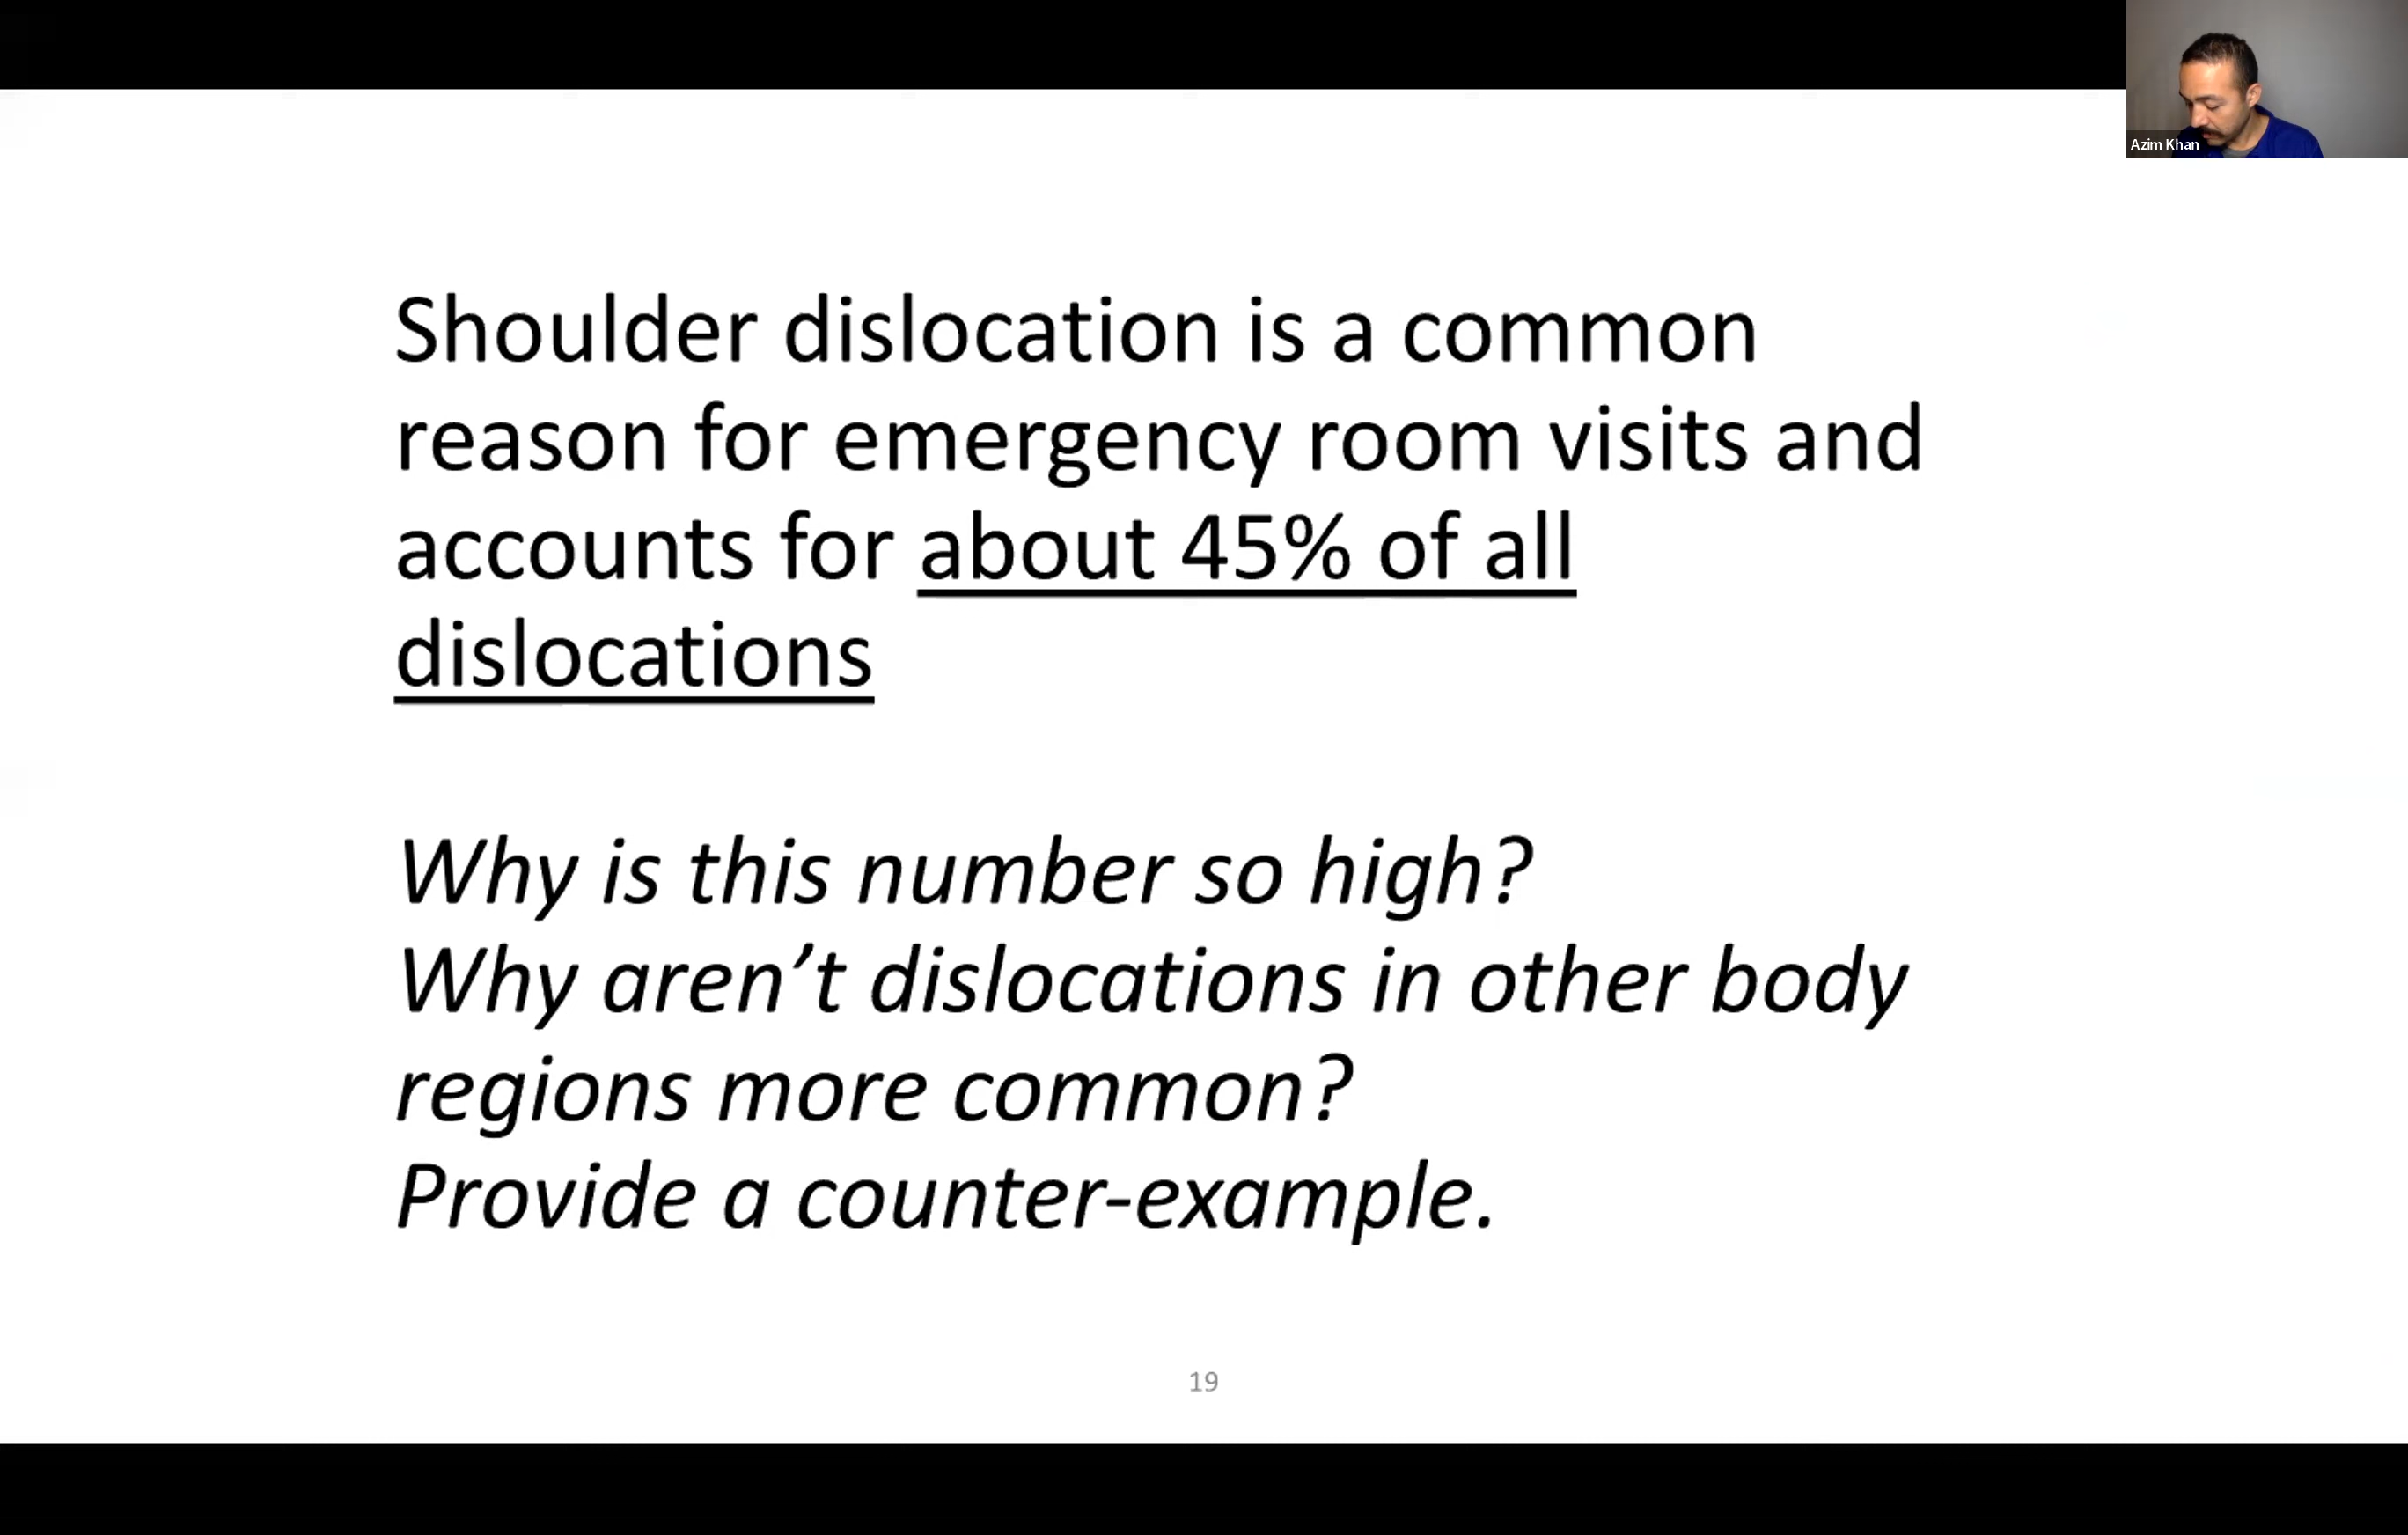 Azim Khan
Shoulder dislocation is a common
reason for emergency room visits and
accounts for about 45% of all
dislocations
Why is this number so high?
Why aren’t dislocations in other body
regions more common?
Provide a counter-example.
19